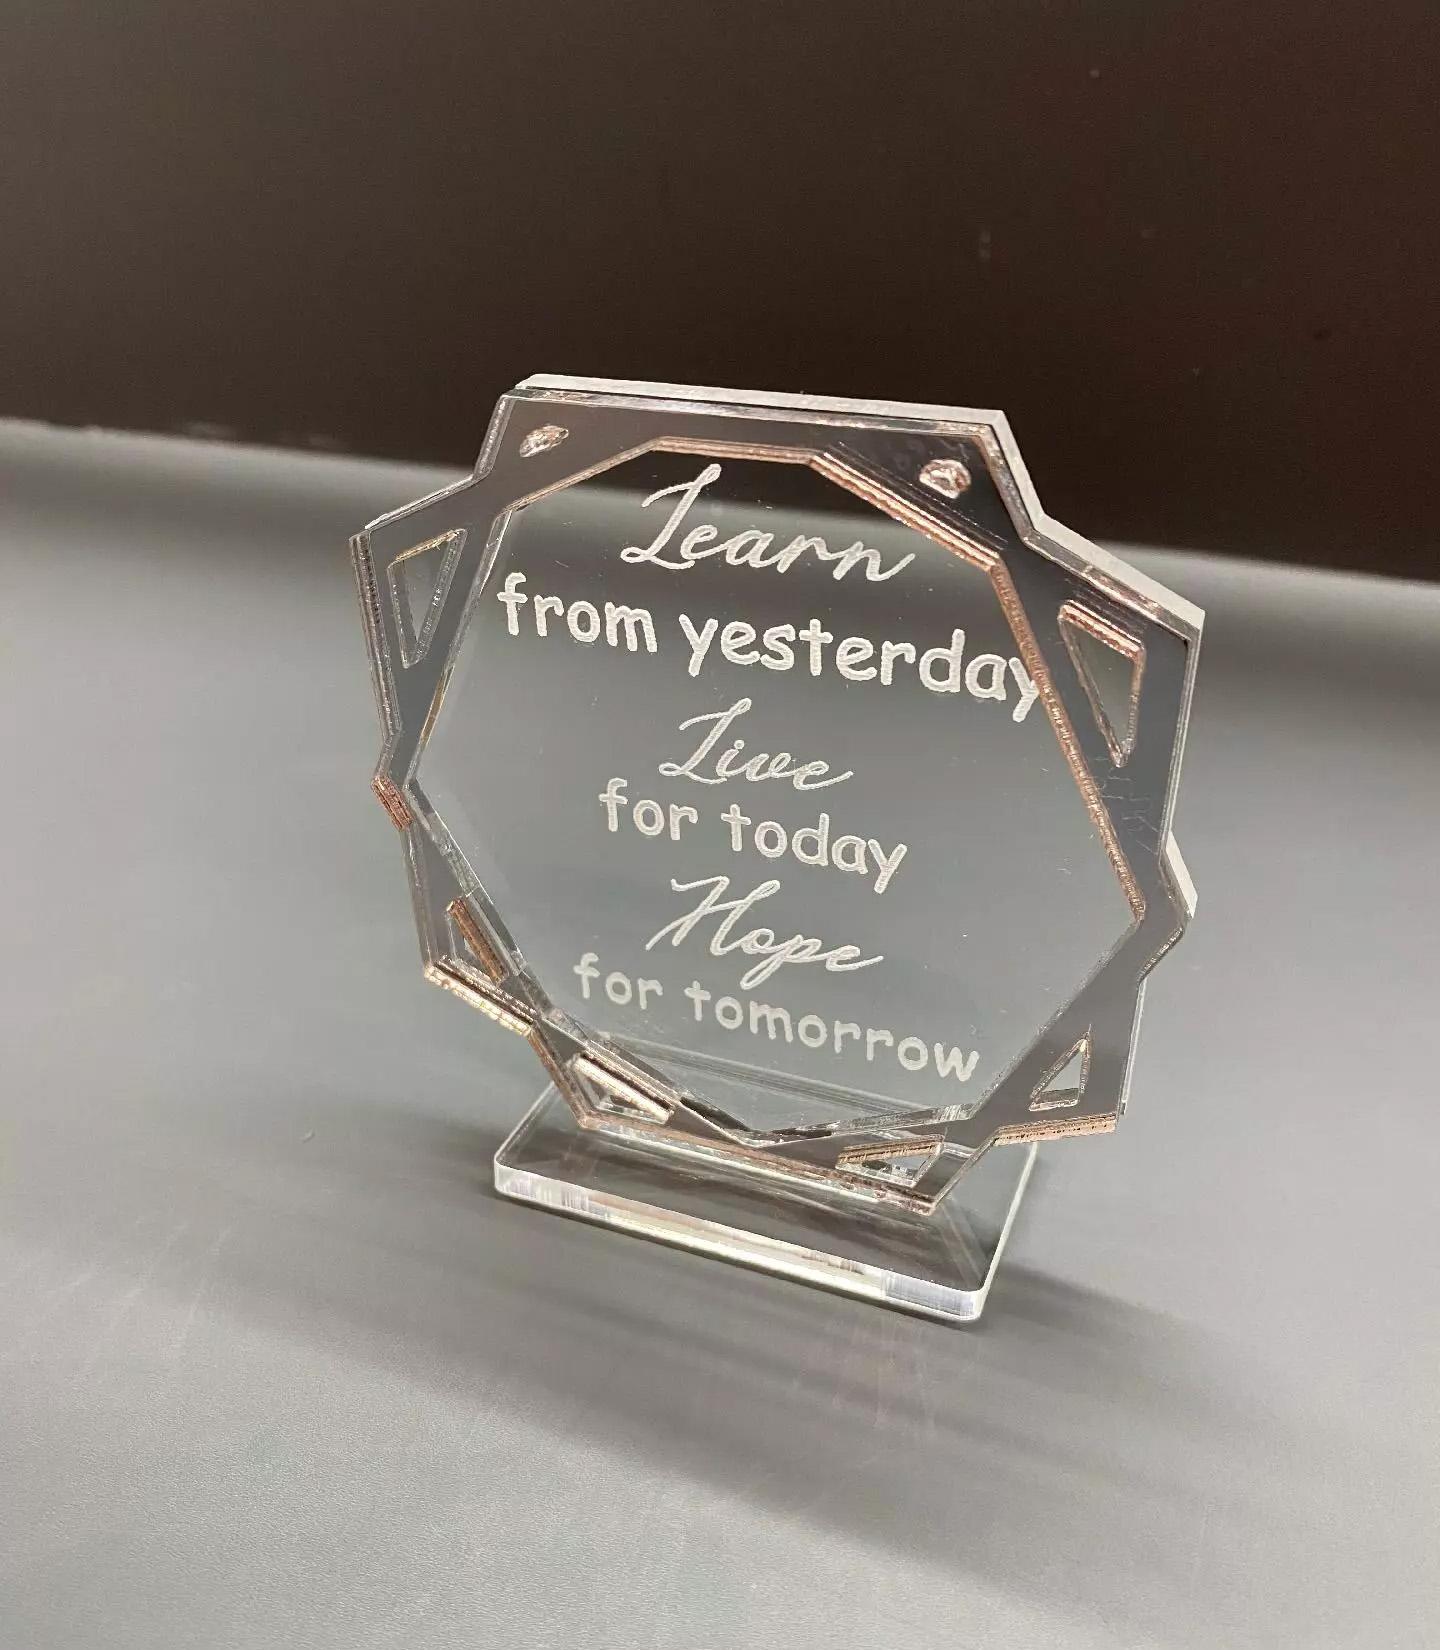 Learn
from yesterday
Live
for today
Hope
for tomorrow